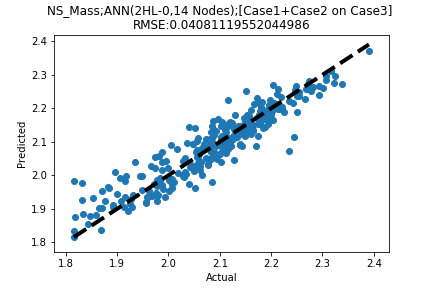 NS_Mass;ANN(2HL-0,14 Nodes);[Case1+Case2 on Case3]
RMSE:0.04081119552044986
2.4
2.3
2.2
2.1
2.0
1.9
1.8
Predicted
1.8 1.9 2.0 2.1 2.2 2.3 2.4
Actual